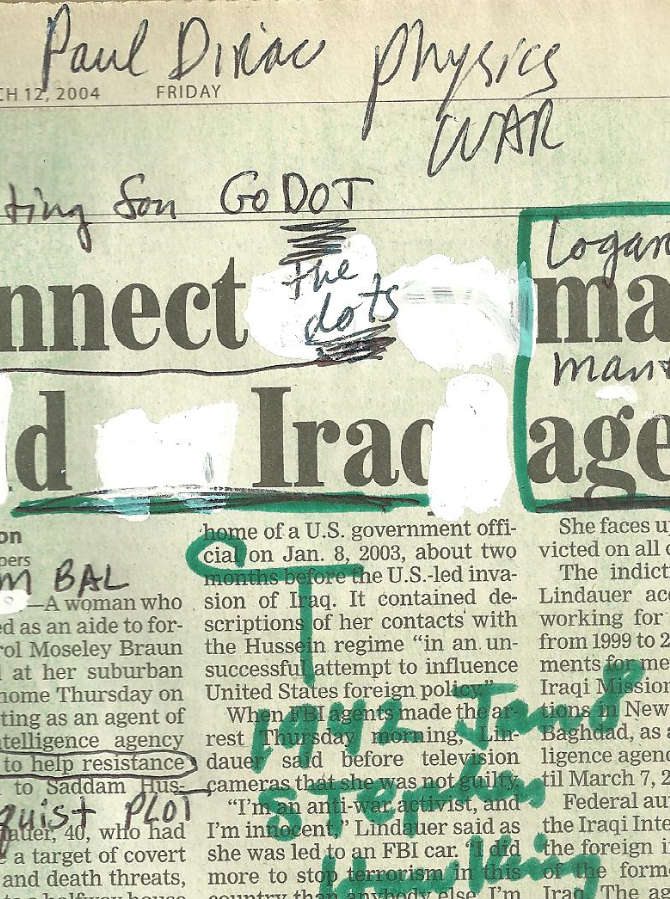 Paul Dirac physics
CH 12, 2004 FRIDAY
WAR
ting for GoDOT
nnect the dots ma
Logan
man
d Iraq age
on
pers
m BAL
—A woman who
ed as an aide to for-
rol Moseley Braun
d at her suburban
home Thursday on
ting as an agent of
telligence agency
to help resistance
to Saddam Hus-
quist PLOT
40, who had
a target of covert
and death threats,
to a halfway house
home of a U.S. government offi-
cial on Jan. 8, 2003, about two
months before the U.S.-led inva-
sion of Iraq. It contained de-
scriptions of her contacts with
the Hussein regime “in an un-
successful attempt to influence
United States foreign policy.”
When FBI agents made the ar-
rest Thursday morning, Lin-
dauer said before television
cameras that she was not guilty.
“I’m an anti-war activist, and
I’m innocent,” Lindauer said as
she was led to an FBI car. “I did
more to stop terrorism in this
country than anybody else. I’m
Stephen
Hawking
She faces u
victed on all c
The indict
Lindauer acc
working for
from 1999 to 2
ments for me
Iraqi Mission
tions in New
Baghdad, as a
ligence agenc
til March 7, 2
Federal au
the Iraqi Inte
the foreign i
of the form
Iraq. The ag